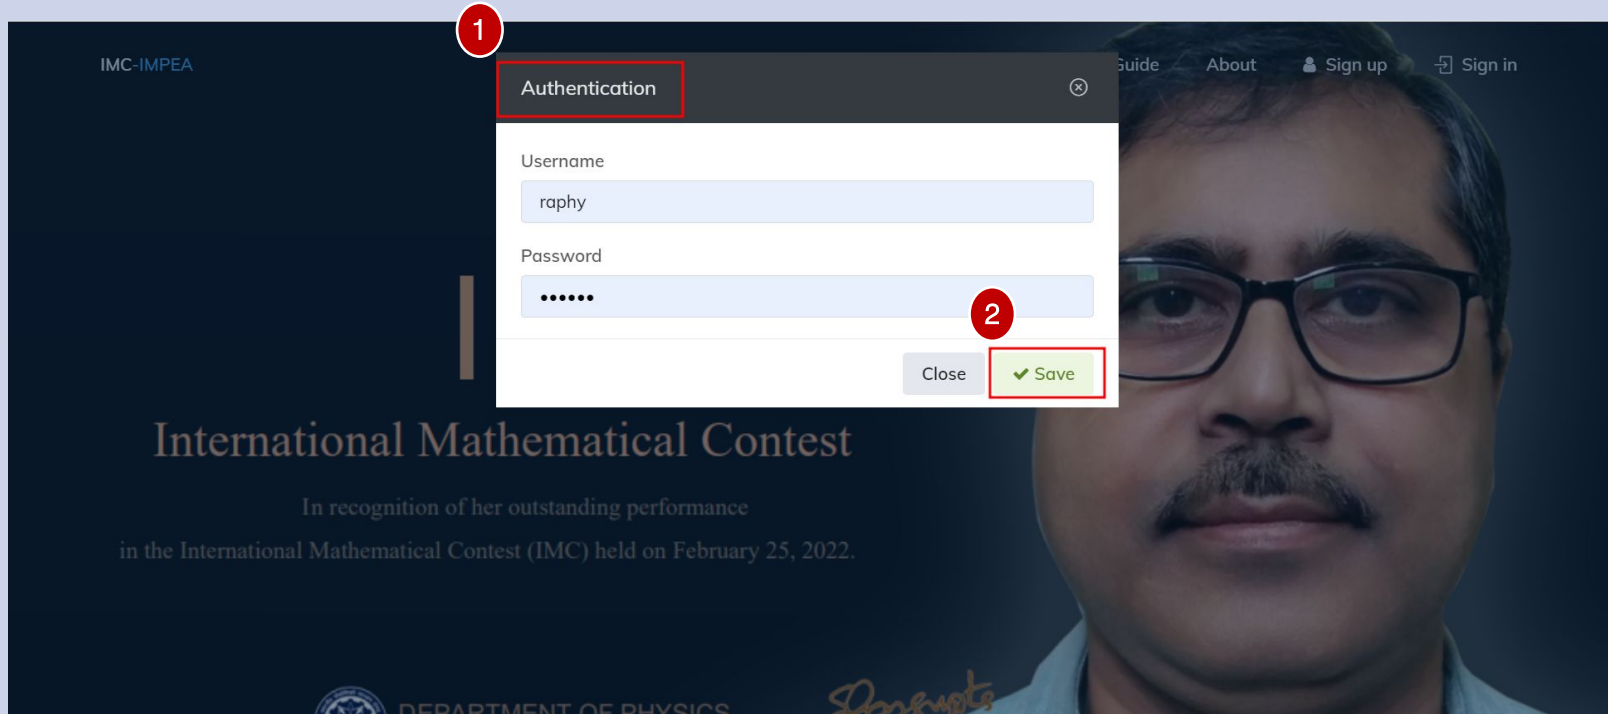 1
IMC-IMPEA
Guide About Sign up Sign in
Authentication
Username
raphy
Password
••••••
2
Close Save
International Mathematical Contest
In recognition of her outstanding performance
in the International Mathematical Contest (IMC) held on February 25, 2022.
DEPARTMENT OF PHYSICS